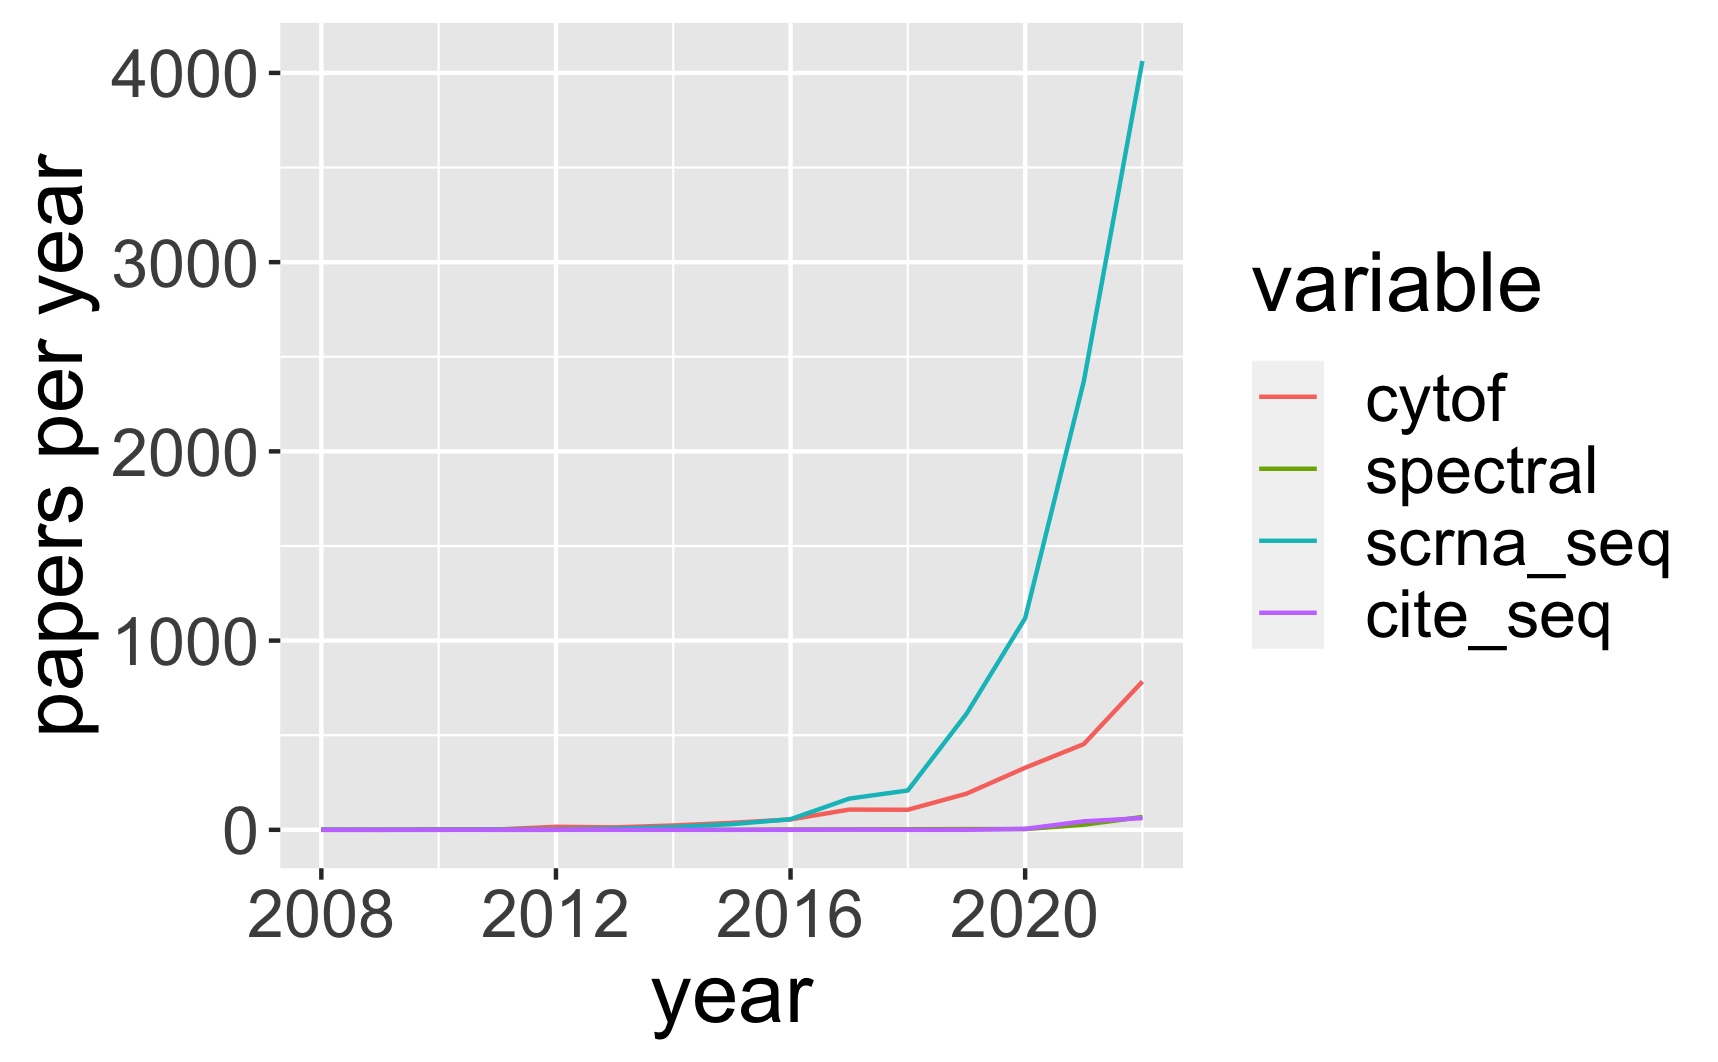 papers per year
4000
3000
2000
1000
0
2008 2012 2016 2020
year
variable
cytof
spectral
scrna_seq
cite_seq